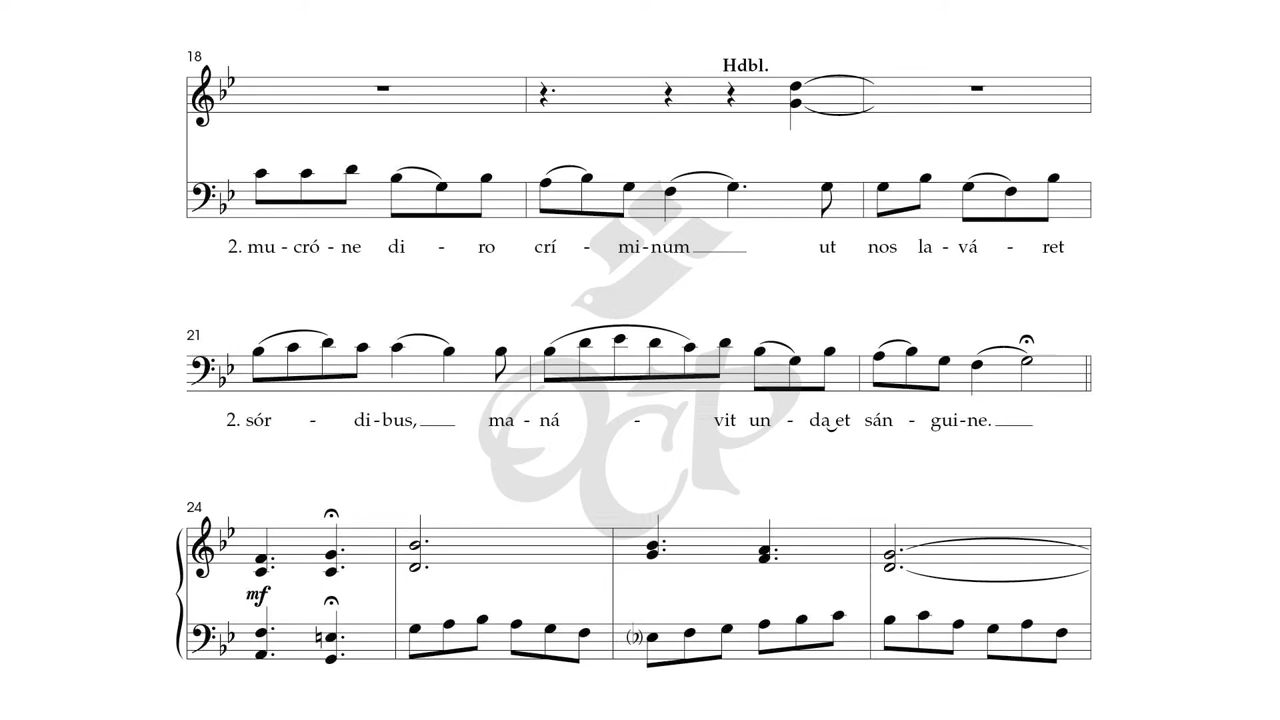 18
Hdbl.
2. mu - cró - ne di - ro crí - mi - num ut nos la - vá - ret
21
2. sór - di - bus, ma - ná - vit un - da et sán - gui - ne.
24
mf
OCP